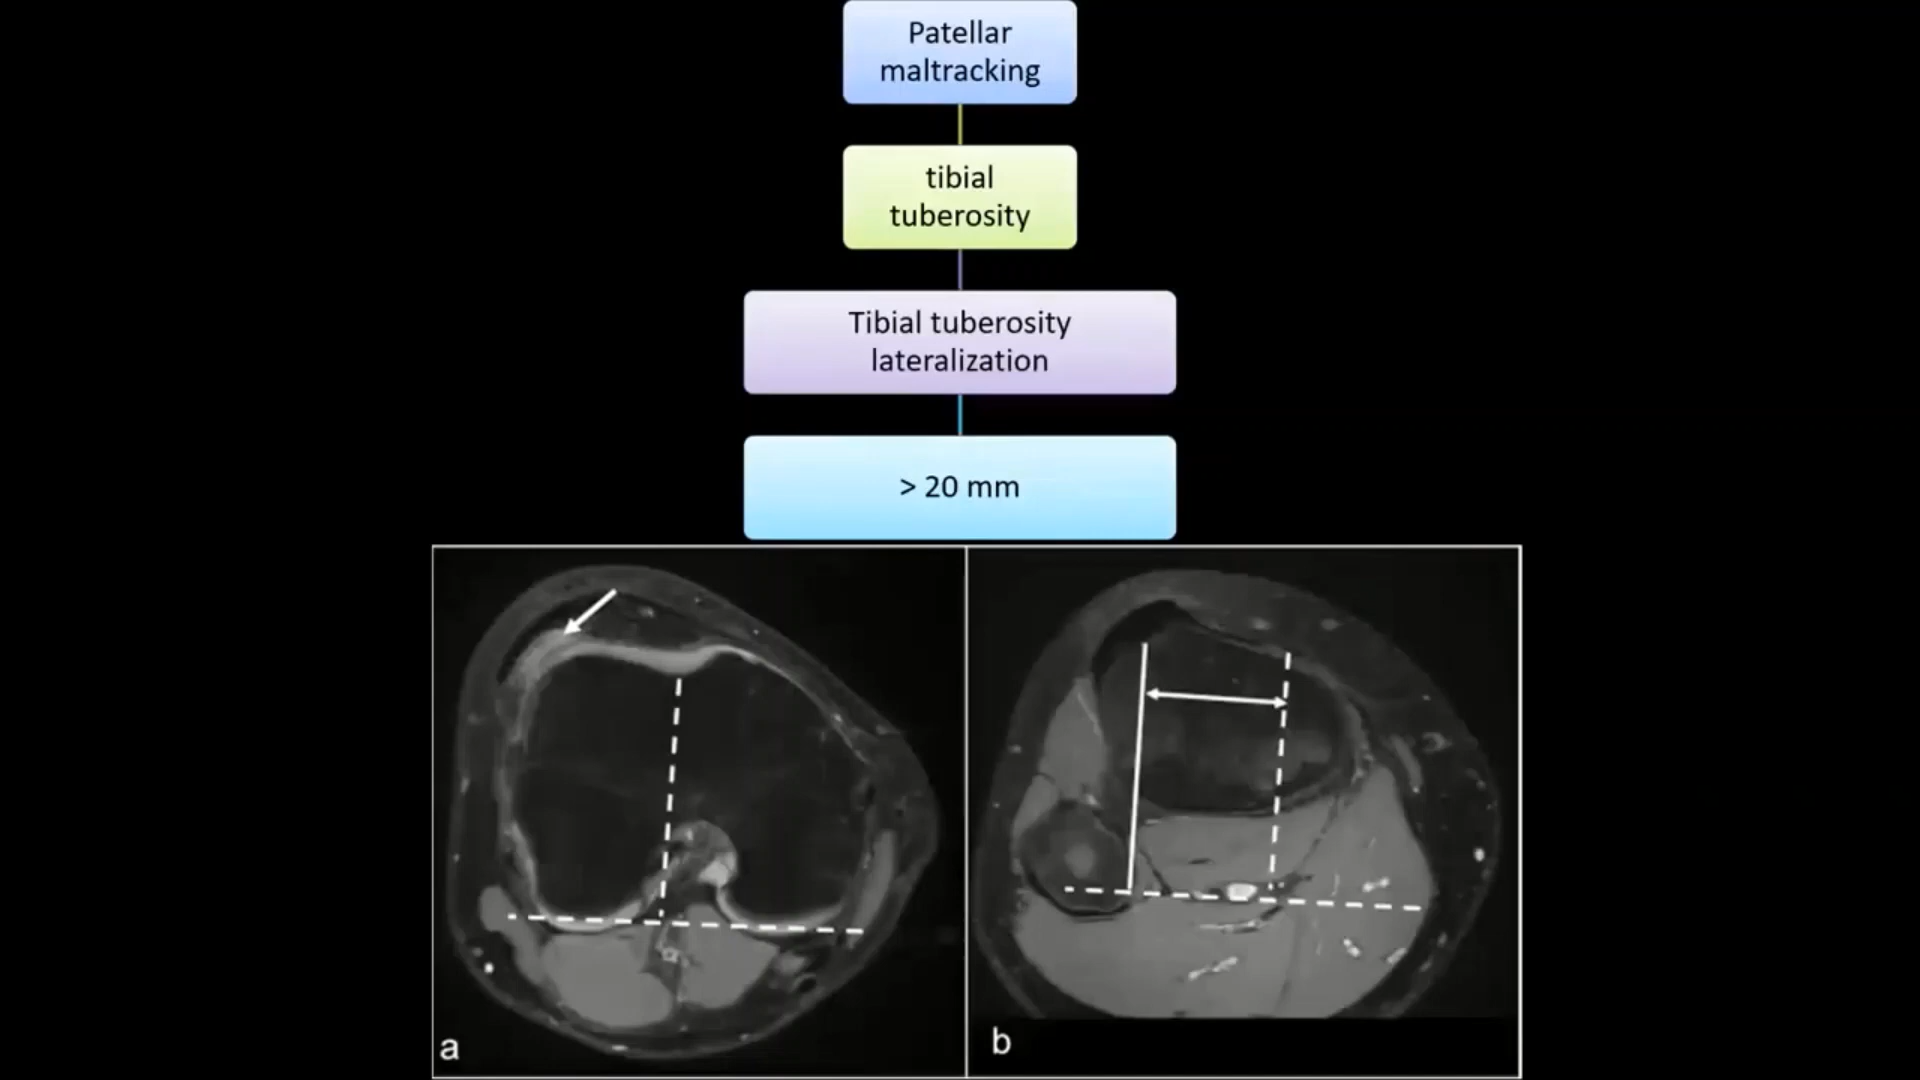 Patellar
maltracking
tibial
tuberosity
Tibial tuberosity
lateralization
> 20 mm
a
b